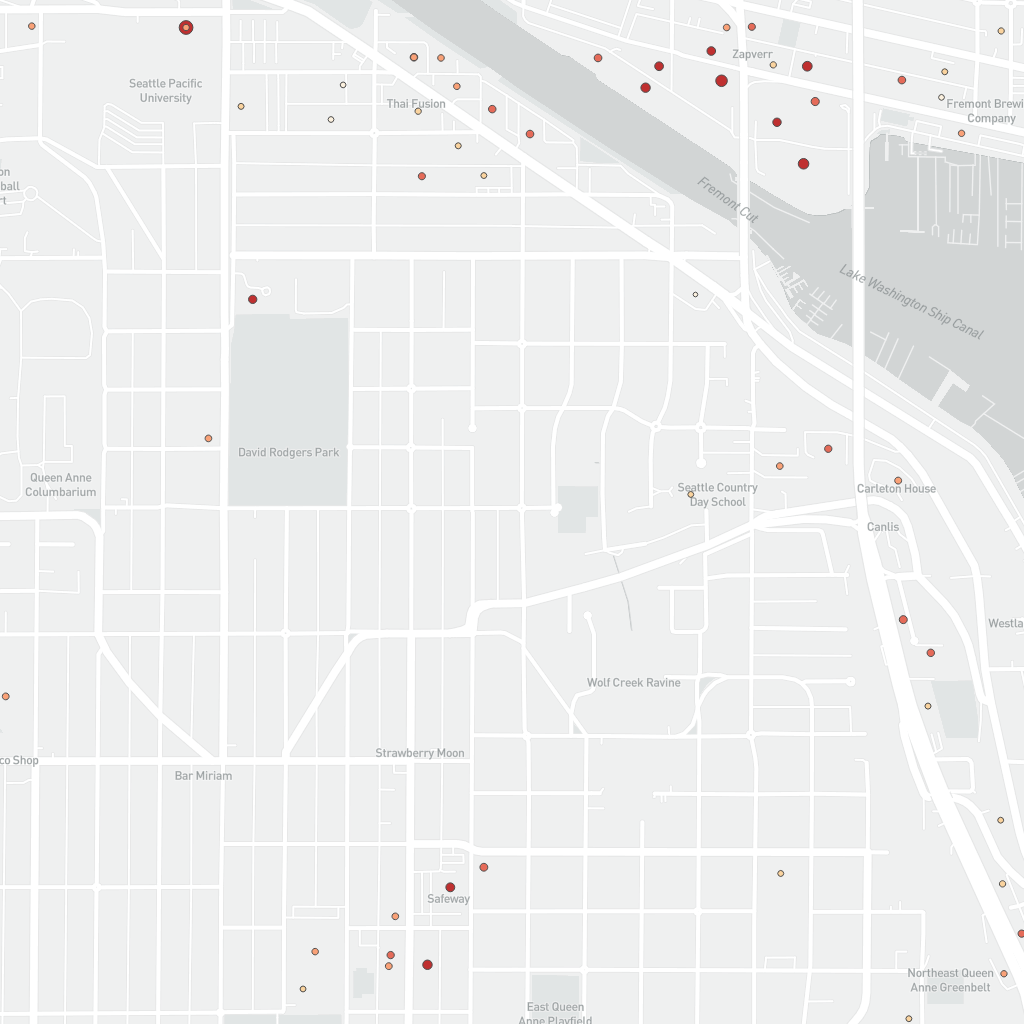 Zapverr
Seattle Pacific
University
Thai Fusion
Fremont Brewi
Company
on
ball
rt
Fremont Cut
Lake Washington Ship Canal
David Rodgers Park
Queen Anne
Columbarium
Seattle Country
Day School
Carleton House
Canlis
Westla
Wolf Creek Ravine
Strawberry Moon
co Shop
Bar Miriam
Safeway
Northeast Queen
Anne Greenbelt
East Queen
Anne Playfield